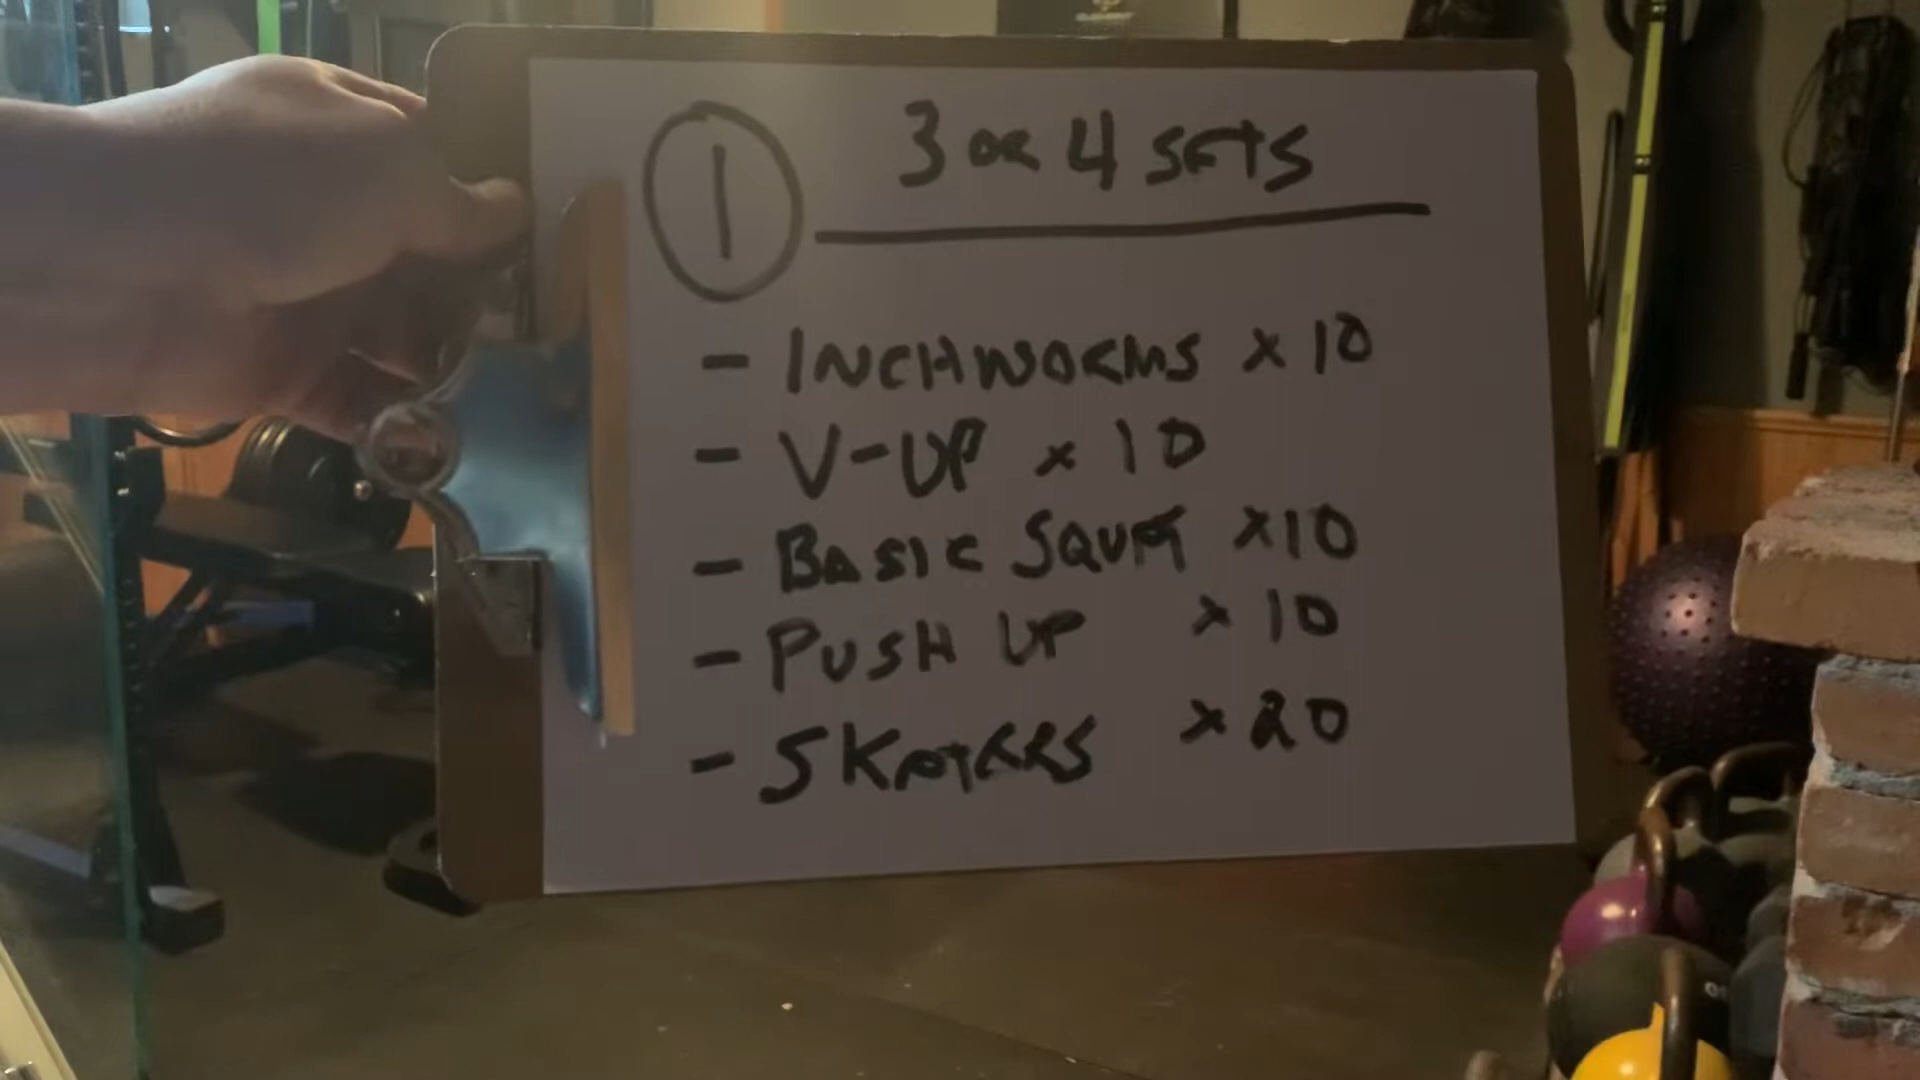 ① 3 OR 4 SETS
- INCHWORMS x 10
- V-UP x 10
- BASIC SQUAT x10
- PUSH UP x 10
- SKATERS x 20